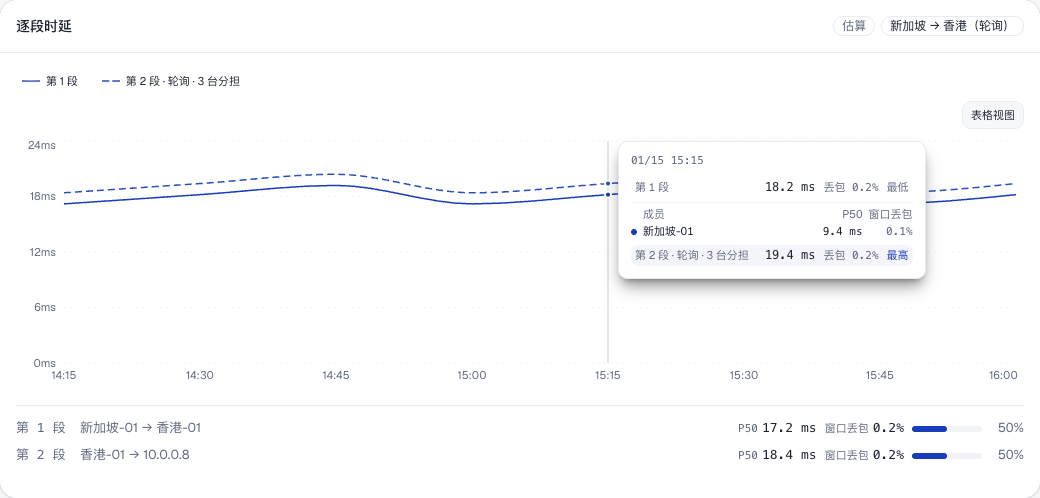 逐段时延
估算
新加坡 → 香港（轮询）
第 1 段
第 2 段 · 轮询 · 3 台分担
表格视图
24ms
18ms
12ms
6ms
0ms
01/15 15:15
第 1 段 18.2 ms 丢包 0.2% 最低
成员 P50 窗口丢包
新加坡-01 9.4 ms 0.1%
第 2 段 · 轮询 · 3 台分担 19.4 ms 丢包 0.2% 最高
14:15 14:30 14:45 15:00 15:15 15:30 15:45 16:00
第 1 段 新加坡-01 → 香港-01 P50 17.2 ms 窗口丢包 0.2% 50%
第 2 段 香港-01 → 10.0.0.8 P50 18.4 ms 窗口丢包 0.2% 50%